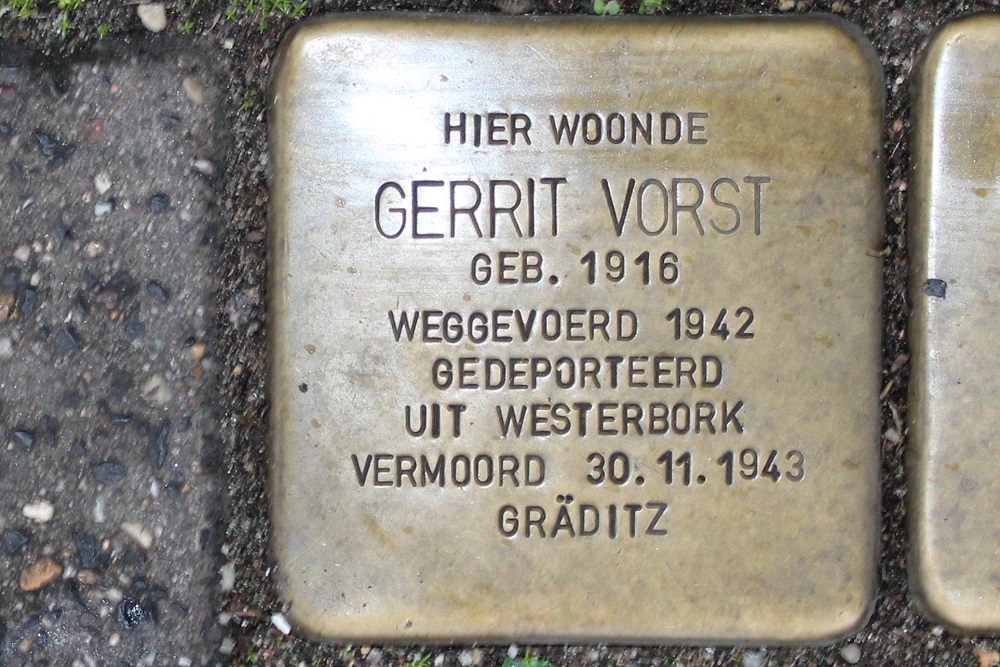 HIER WOONDE
GERRIT VORST
GEB. 1916
WEGGEVOERD 1942
GEDEPORTEERD
UIT WESTERBORK
VERMOORD 30.11.1943
GRÄDITZ